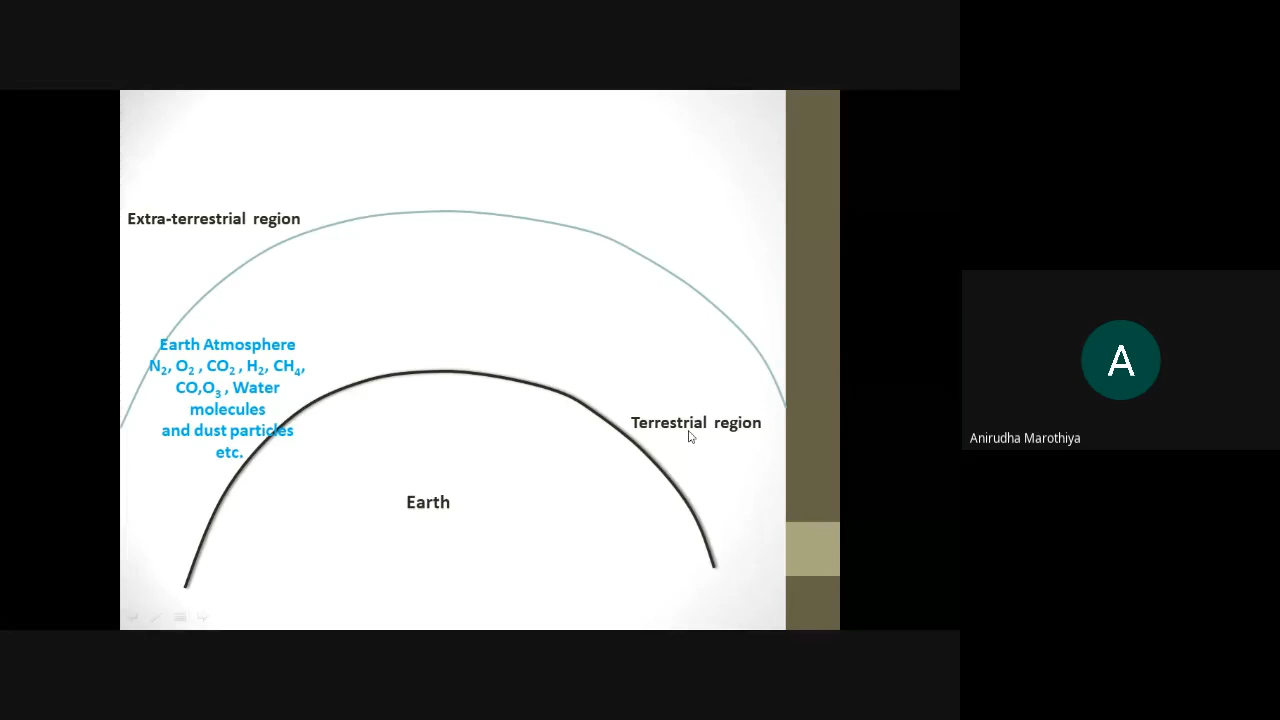 Extra-terrestrial region
Earth Atmosphere
N2, O2 , CO2 , H2, CH4,
CO,O3 , Water
molecules
and dust particles
etc.
Terrestrial region
Earth
A
Anirudha Marothiya